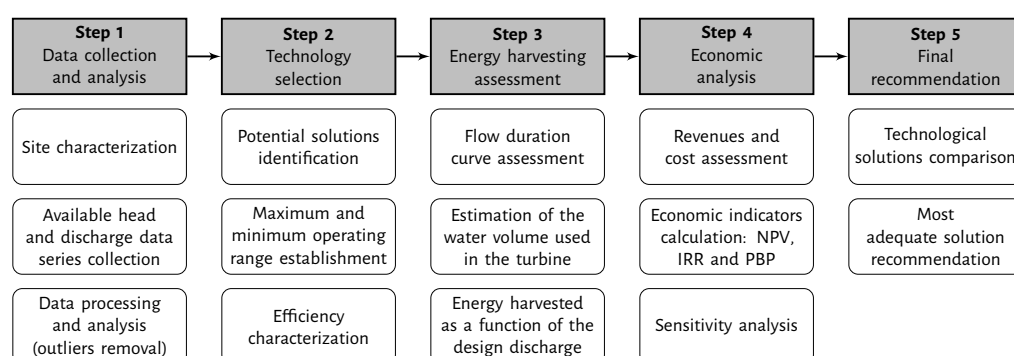 Step 1
Data collection
and analysis
Step 2
Technology
selection
Step 3
Energy harvesting
assessment
Step 4
Economic
analysis
Step 5
Final
recommendation
Site characterization
Potential solutions
identification
Flow duration
curve assessment
Revenues and
cost assessment
Technological
solutions comparison
Available head
and discharge data
series collection
Maximum and
minimum operating
range establishment
Estimation of the
water volume used
in the turbine
Economic indicators
calculation: NPV,
IRR and PBP
Most
adequate solution
recommendation
Data processing
and analysis
(outliers removal)
Efficiency
characterization
Energy harvested
as a function of the
design discharge
Sensitivity analysis